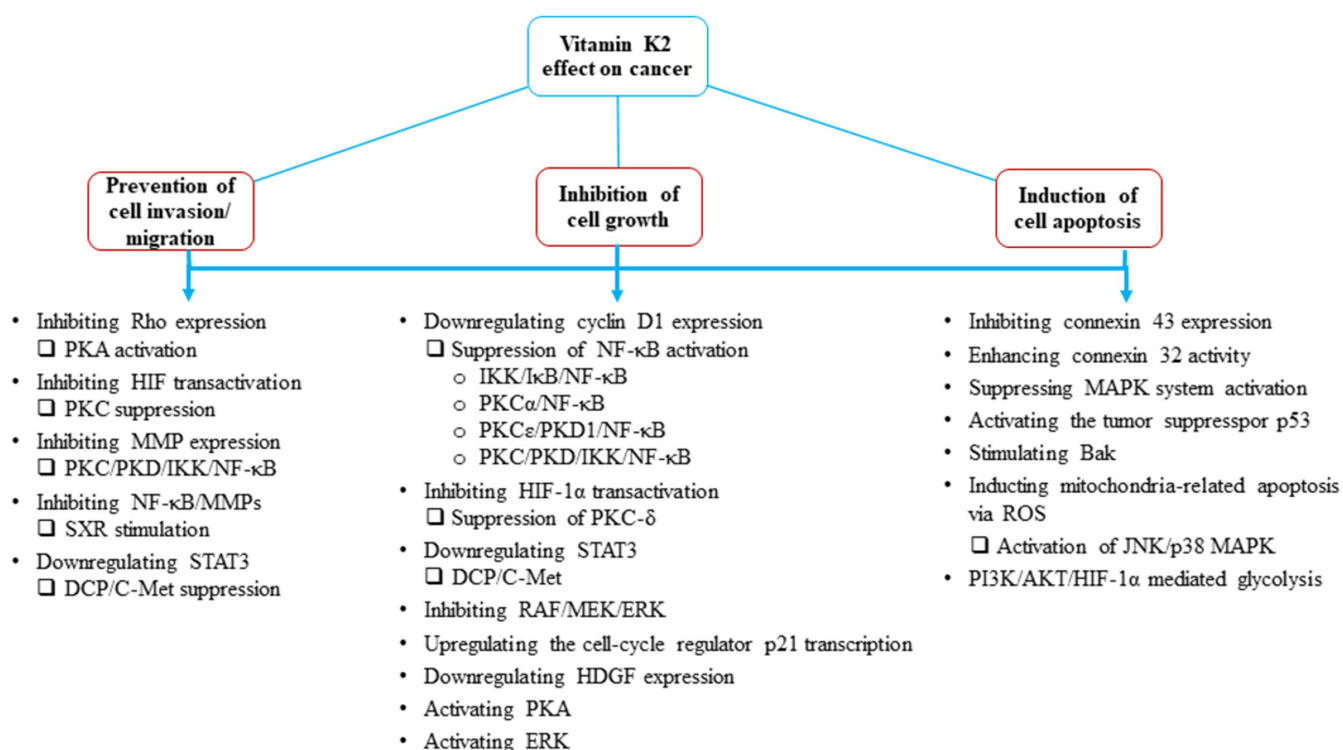 Vitamin K2
effect on cancer
Prevention of
cell invasion/
migration
Inhibition of
cell growth
Induction of
cell apoptosis
• Inhibiting Rho expression
❑ PKA activation
• Inhibiting HIF transactivation
❑ PKC suppression
• Inhibiting MMP expression
❑ PKC/PKD/IKK/NF-κB
• Inhibiting NF-κB/MMPs
❑ SXR stimulation
• Downregulating STAT3
❑ DCP/C-Met suppression
• Downregulating cyclin D1 expression
❑ Suppression of NF-κB activation
o IKK/IκB/NF-κB
o PKCα/NF-κB
o PKCε/PKD1/NF-κB
o PKC/PKD/IKK/NF-κB
• Inhibiting HIF-1α transactivation
❑ Suppression of PKC-δ
• Downregulating STAT3
❑ DCP/C-Met
• Inhibiting RAF/MEK/ERK
• Upregulating the cell-cycle regulator p21 transcription
• Downregulating HDGF expression
• Activating PKA
• Activating ERK
• Inhibiting connexin 43 expression
• Enhancing connexin 32 activity
• Suppressing MAPK system activation
• Activating the tumor suppresspor p53
• Stimulating Bak
• Inducting mitochondria-related apoptosis
via ROS
❑ Activation of JNK/p38 MAPK
• PI3K/AKT/HIF-1α mediated glycolysis